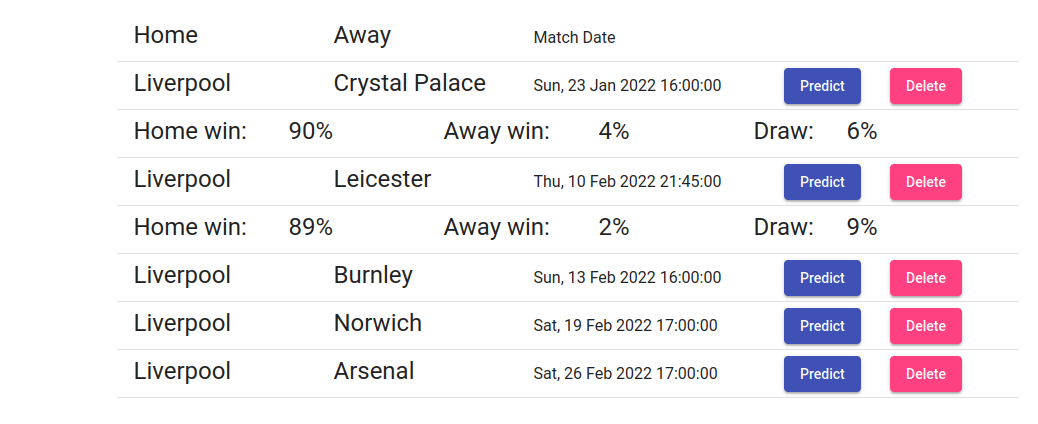 Home Away Match Date
Liverpool Crystal Palace Sun, 23 Jan 2022 16:00:00 Predict Delete
Home win: 90% Away win: 4% Draw: 6%
Liverpool Leicester Thu, 10 Feb 2022 21:45:00 Predict Delete
Home win: 89% Away win: 2% Draw: 9%
Liverpool Burnley Sun, 13 Feb 2022 16:00:00 Predict Delete
Liverpool Norwich Sat, 19 Feb 2022 17:00:00 Predict Delete
Liverpool Arsenal Sat, 26 Feb 2022 17:00:00 Predict Delete